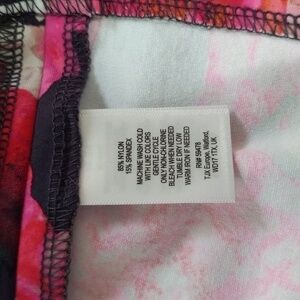 85% NYLON
15% SPANDEX
MACHINE WASH COLD
WITH LIKE COLORS
GENTLE CYCLE
ONLY NON-CHLORINE
BLEACH WHEN NEEDED
TUMBLE DRY LOW
WARM IRON IF NEEDED
RN# 59478
TJX Europe, Watford,
WD17 1TX, UK